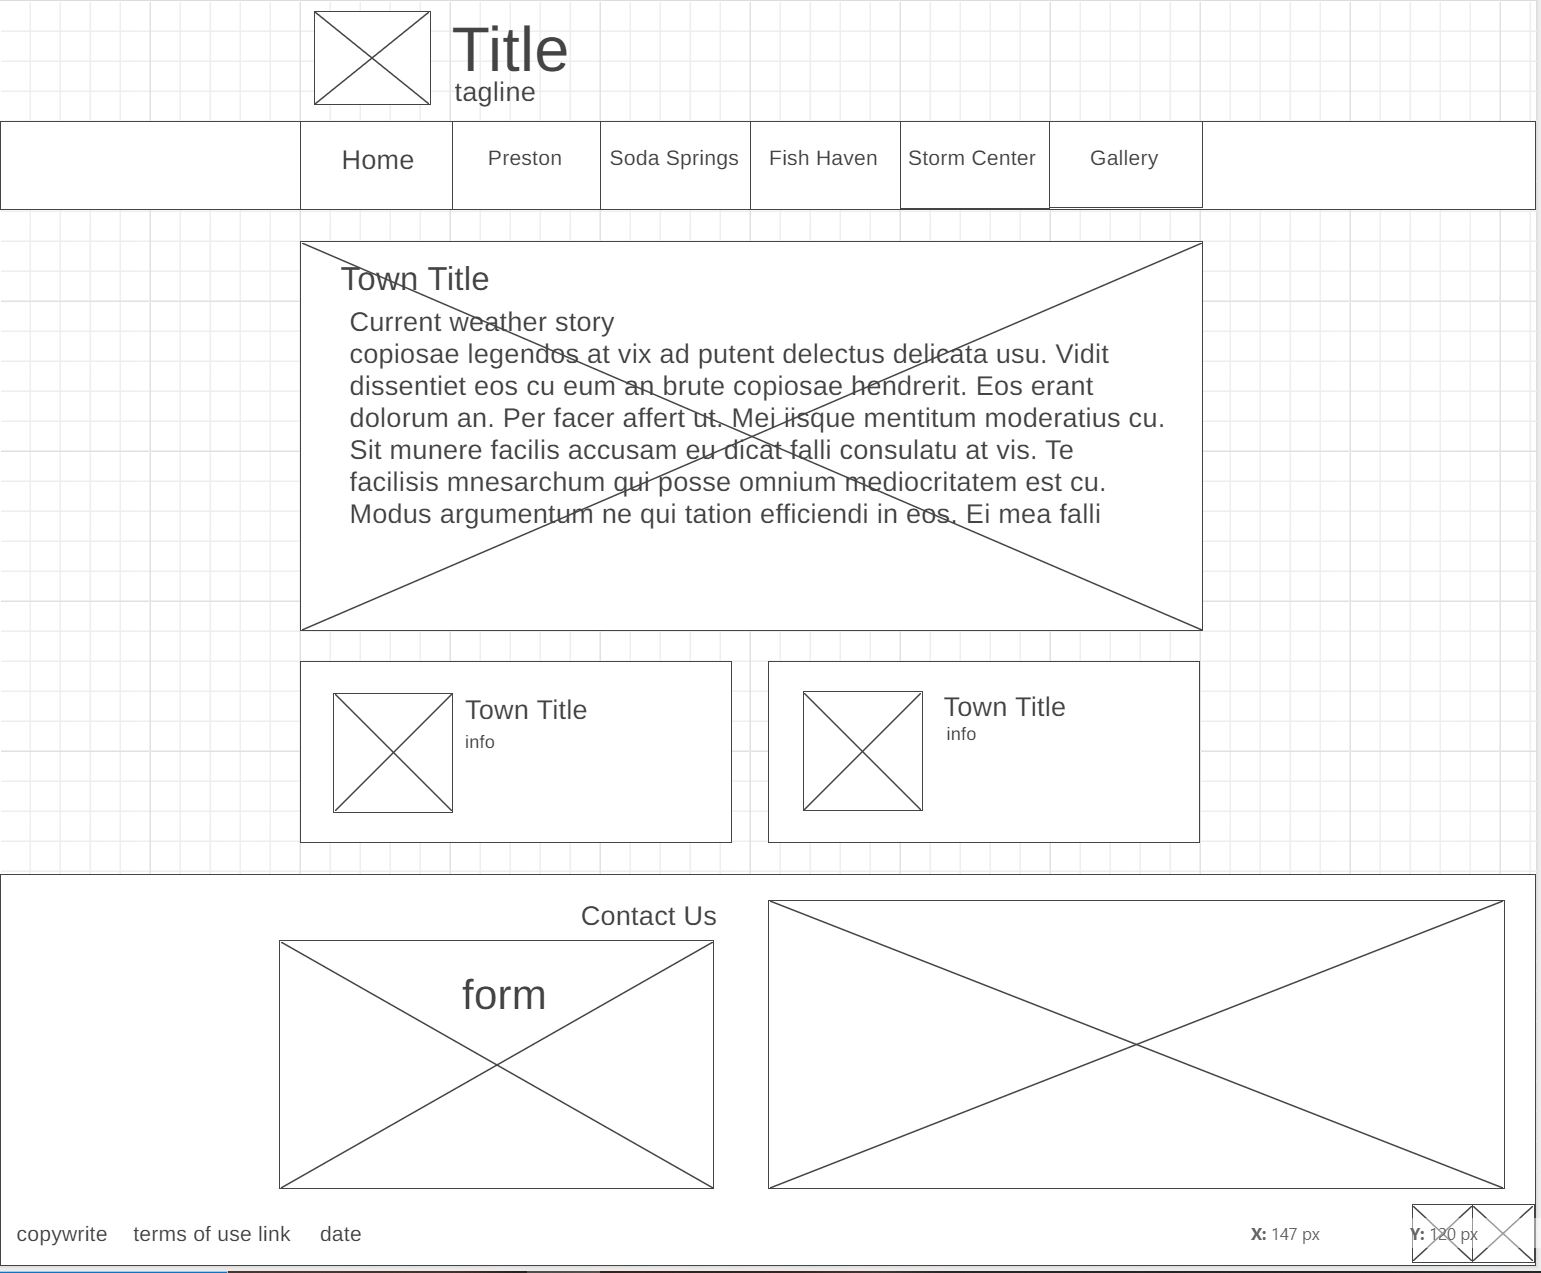 Title
tagline
Home
Preston
Soda Springs
Fish Haven
Storm Center
Gallery
Town Title
Current weather story
copiosae legendos at vix ad putent delectus delicata usu. Vidit
dissentiet eos cu eum an brute copiosae hendrerit. Eos erant
dolorum an. Per facer affert ut. Mei iisque mentitum moderatius cu.
Sit munere facilis accusam eu dicat falli consulatu at vis. Te
facilisis mnesarchum qui posse omnium mediocritatem est cu.
Modus argumentum ne qui tation efficiendi in eos. Ei mea falli
Town Title
info
Town Title
info
Contact Us
form
copywrite
terms of use link
date
X: 147 px
Y: 120 px